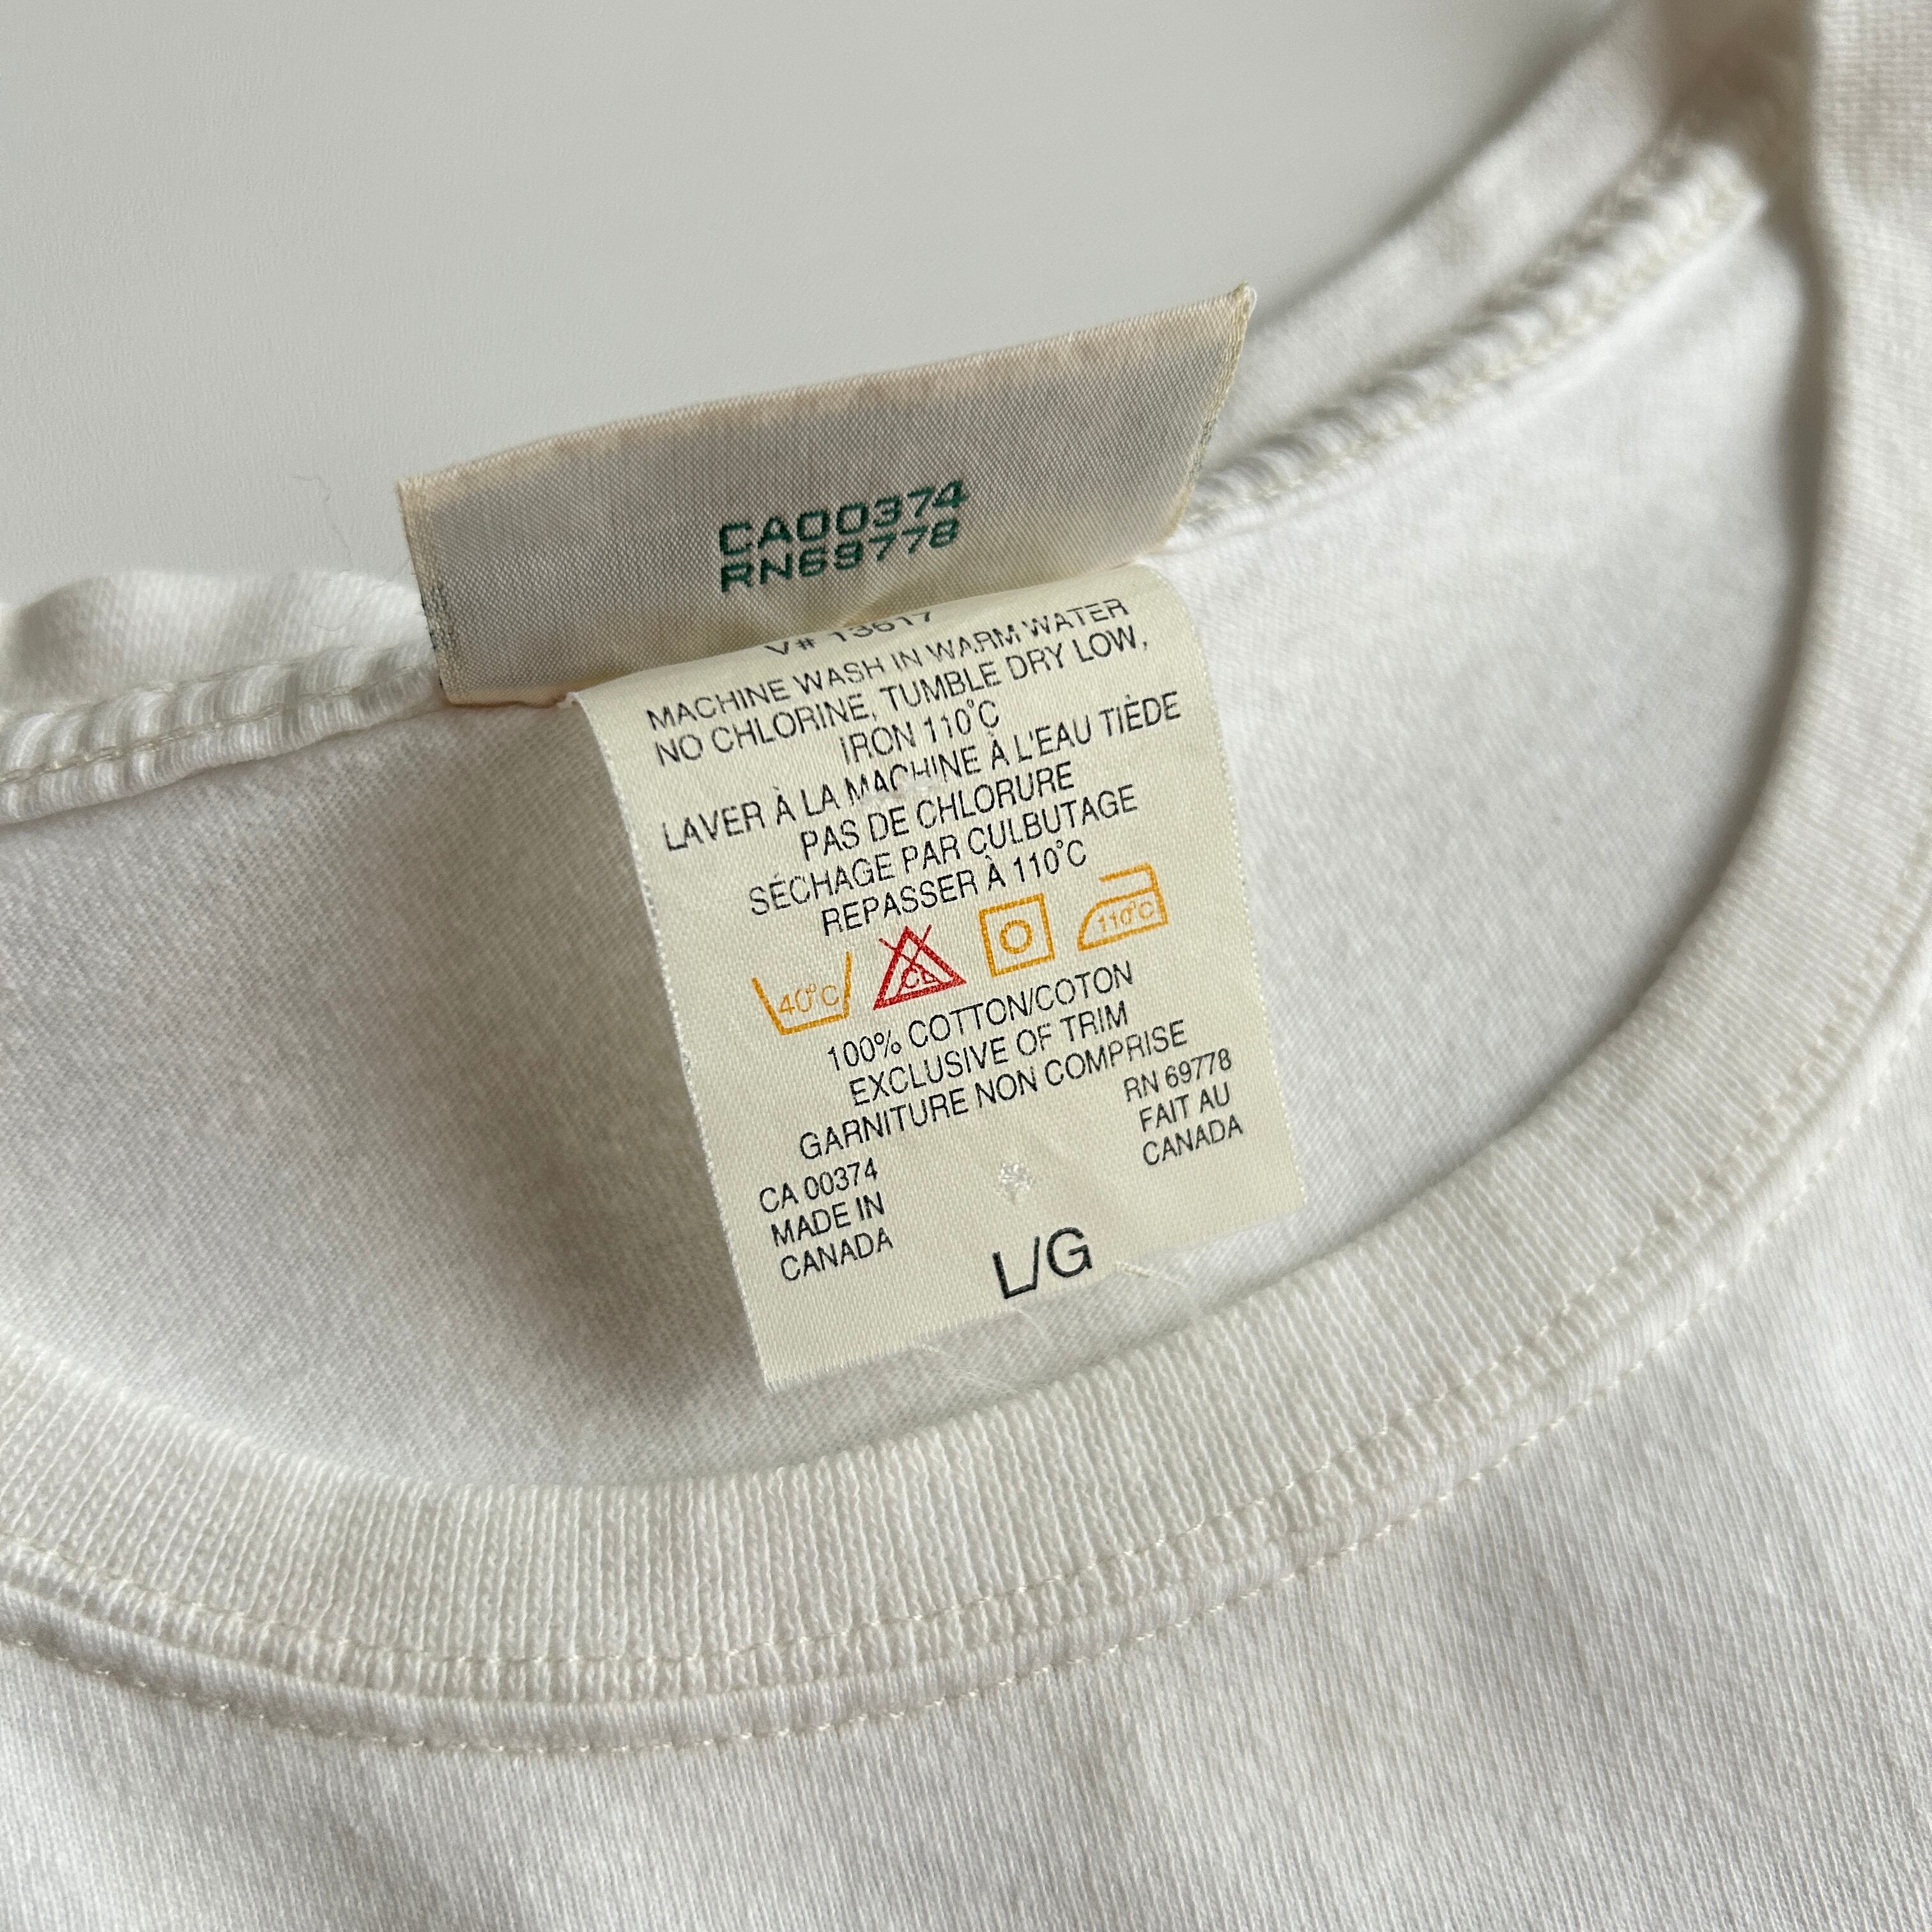 CA00374
RN69778
V# 13617
MACHINE WASH IN WARM WATER
NO CHLORINE, TUMBLE DRY LOW,
IRON 110°C
LAVER À LA MACHINE À L'EAU TIÈDE
PAS DE CHLORURE
SÉCHAGE PAR CULBUTAGE
REPASSER À 110°C
40°C CL 110°C
100% COTTON/COTON
EXCLUSIVE OF TRIM
GARNITURE NON COMPRISE
CA 00374
MADE IN
CANADA
RN 69778
FAIT AU
CANADA
L/G